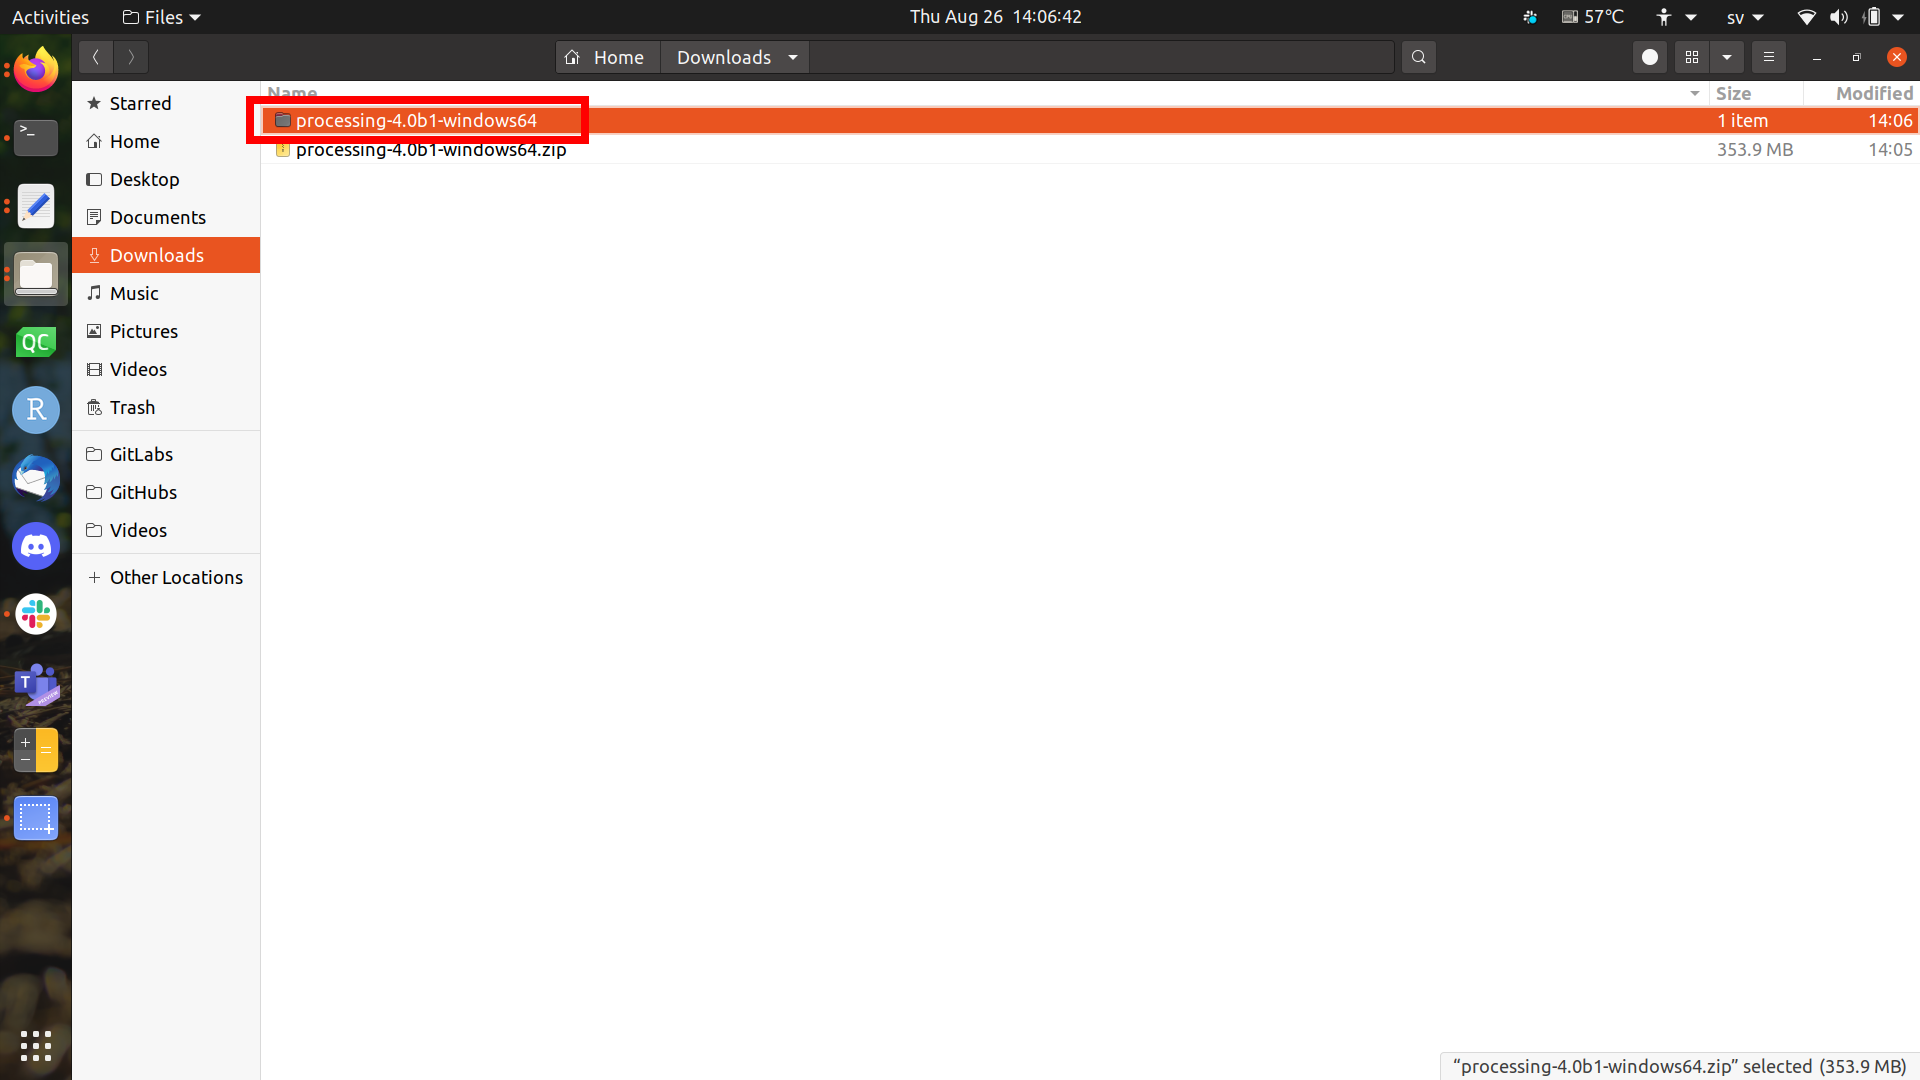 Activities Files Thu Aug 26 14:06:42 57°C sv
Home Downloads
Name Size Modified
processing-4.0b1-windows64 1 item 14:06
processing-4.0b1-windows64.zip 353.9 MB 14:05
Starred
Home
Desktop
Documents
Downloads
Music
Pictures
Videos
Trash
GitLabs
GitHubs
Videos
Other Locations
>_
QC
R
T
PREVIEW
“processing-4.0b1-windows64.zip” selected (353.9 MB)